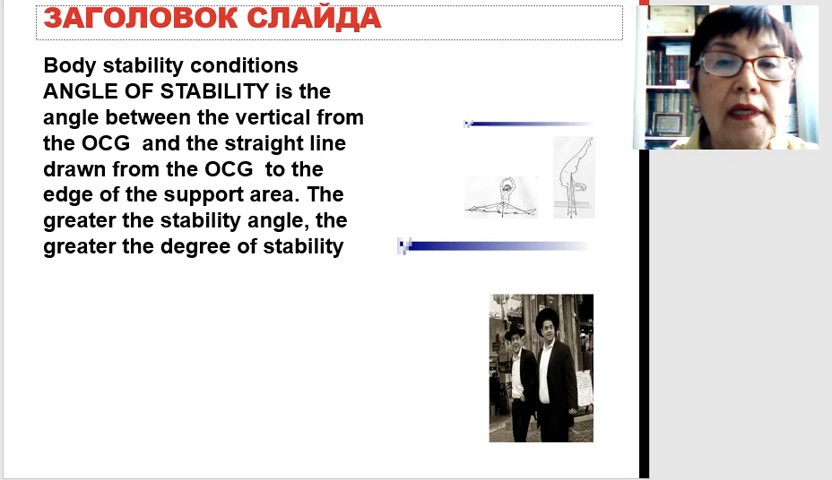 ЗАГОЛОВОК СЛАЙДА
Body stability conditions
ANGLE OF STABILITY is the
angle between the vertical from
the OCG and the straight line
drawn from the OCG to the
edge of the support area. The
greater the stability angle, the
greater the degree of stability